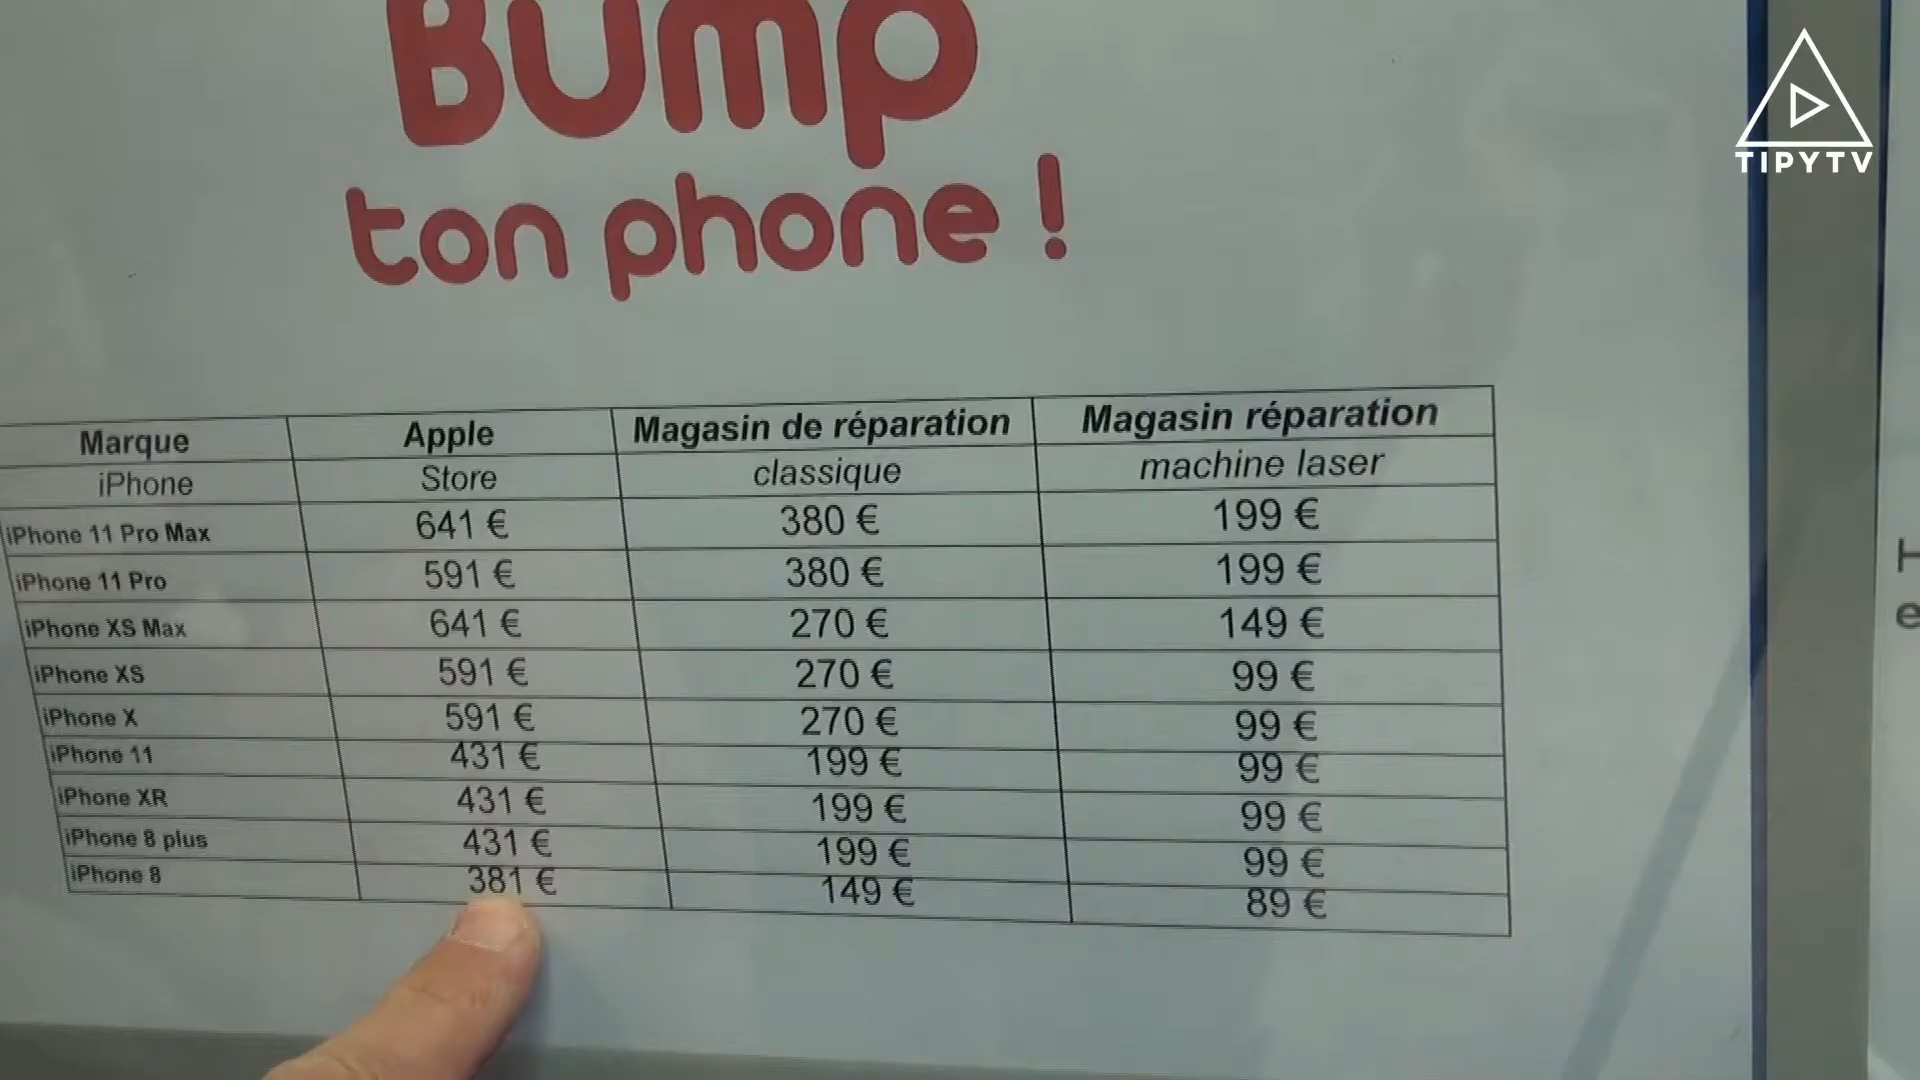 Bump
ton phone !
TIPYTV
Marque Apple Magasin de réparation Magasin réparation
iPhone Store classique machine laser
iPhone 11 Pro Max 641 € 380 € 199 €
iPhone 11 Pro 591 € 380 € 199 €
iPhone XS Max 641 € 270 € 149 €
iPhone XS 591 € 270 € 99 €
iPhone X 591 € 270 € 99 €
iPhone 11 431 € 199 € 99 €
iPhone XR 431 € 199 € 99 €
iPhone 8 plus 431 € 199 € 99 €
iPhone 8 381 € 149 € 89 €